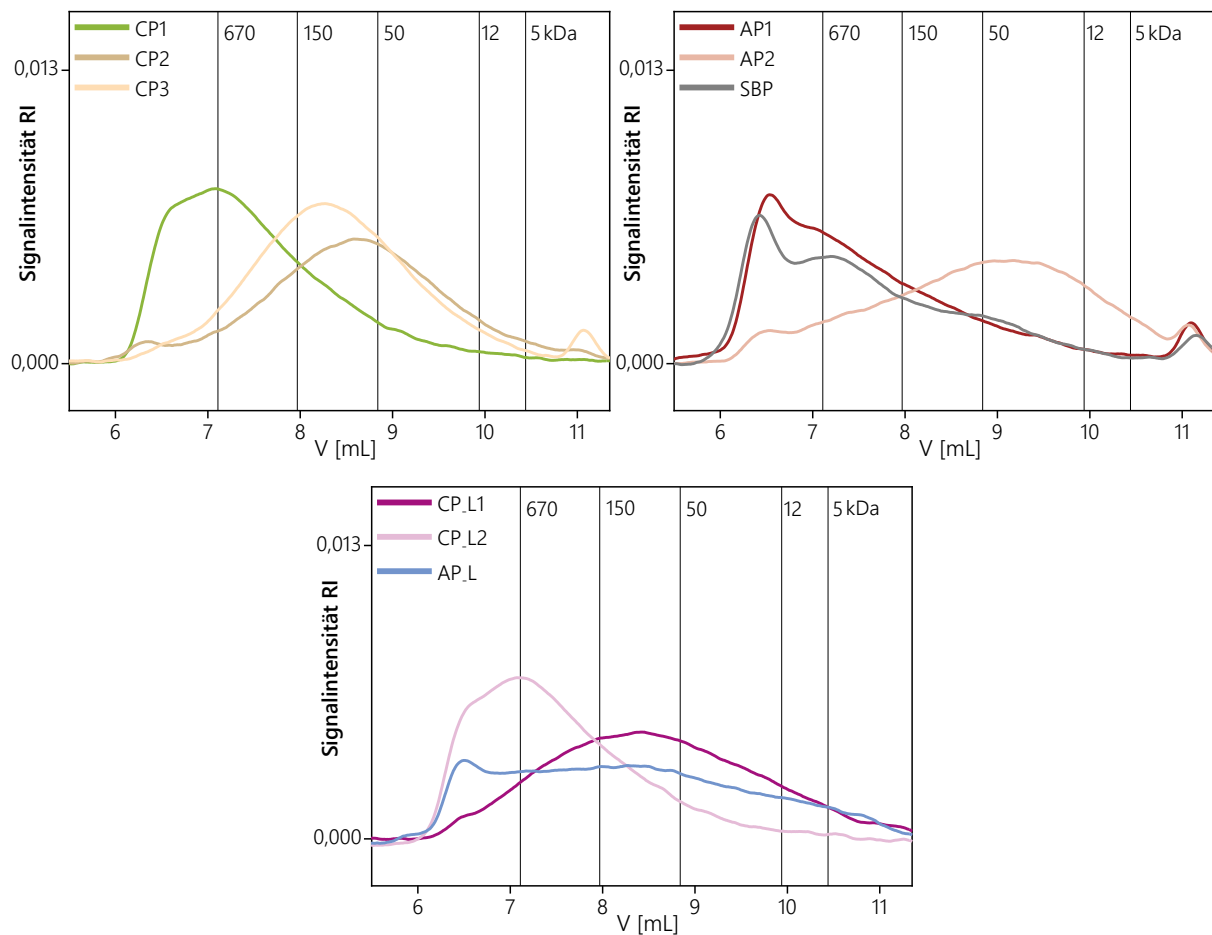 CP1
CP2
CP3
670
150
50
12
5 kDa
0,013
0,000
Signalintensität RI
6
7
8
9
10
11
V [mL]
AP1
AP2
SBP
670
150
50
12
5 kDa
0,013
0,000
Signalintensität RI
6
7
8
9
10
11
V [mL]
CP_L1
CP_L2
AP_L
670
150
50
12
5 kDa
0,013
0,000
Signalintensität RI
6
7
8
9
10
11
V [mL]